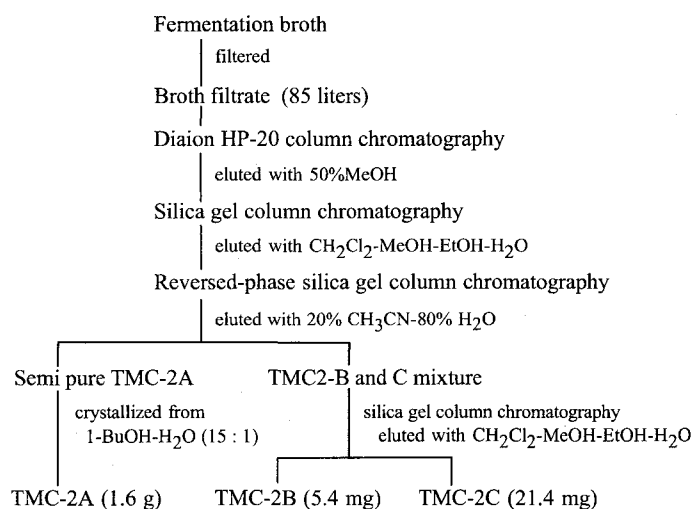 Fermentation broth
filtered
Broth filtrate (85 liters)
Diaion HP-20 column chromatography
eluted with 50%MeOH
Silica gel column chromatography
eluted with CH2Cl2-MeOH-EtOH-H2O
Reversed-phase silica gel column chromatography
eluted with 20% CH3CN-80% H2O
Semi pure TMC-2A
TMC2-B and C mixture
crystallized from
1-BuOH-H2O (15 : 1)
silica gel column chromatography
eluted with CH2Cl2-MeOH-EtOH-H2O
TMC-2A (1.6 g)
TMC-2B (5.4 mg)
TMC-2C (21.4 mg)